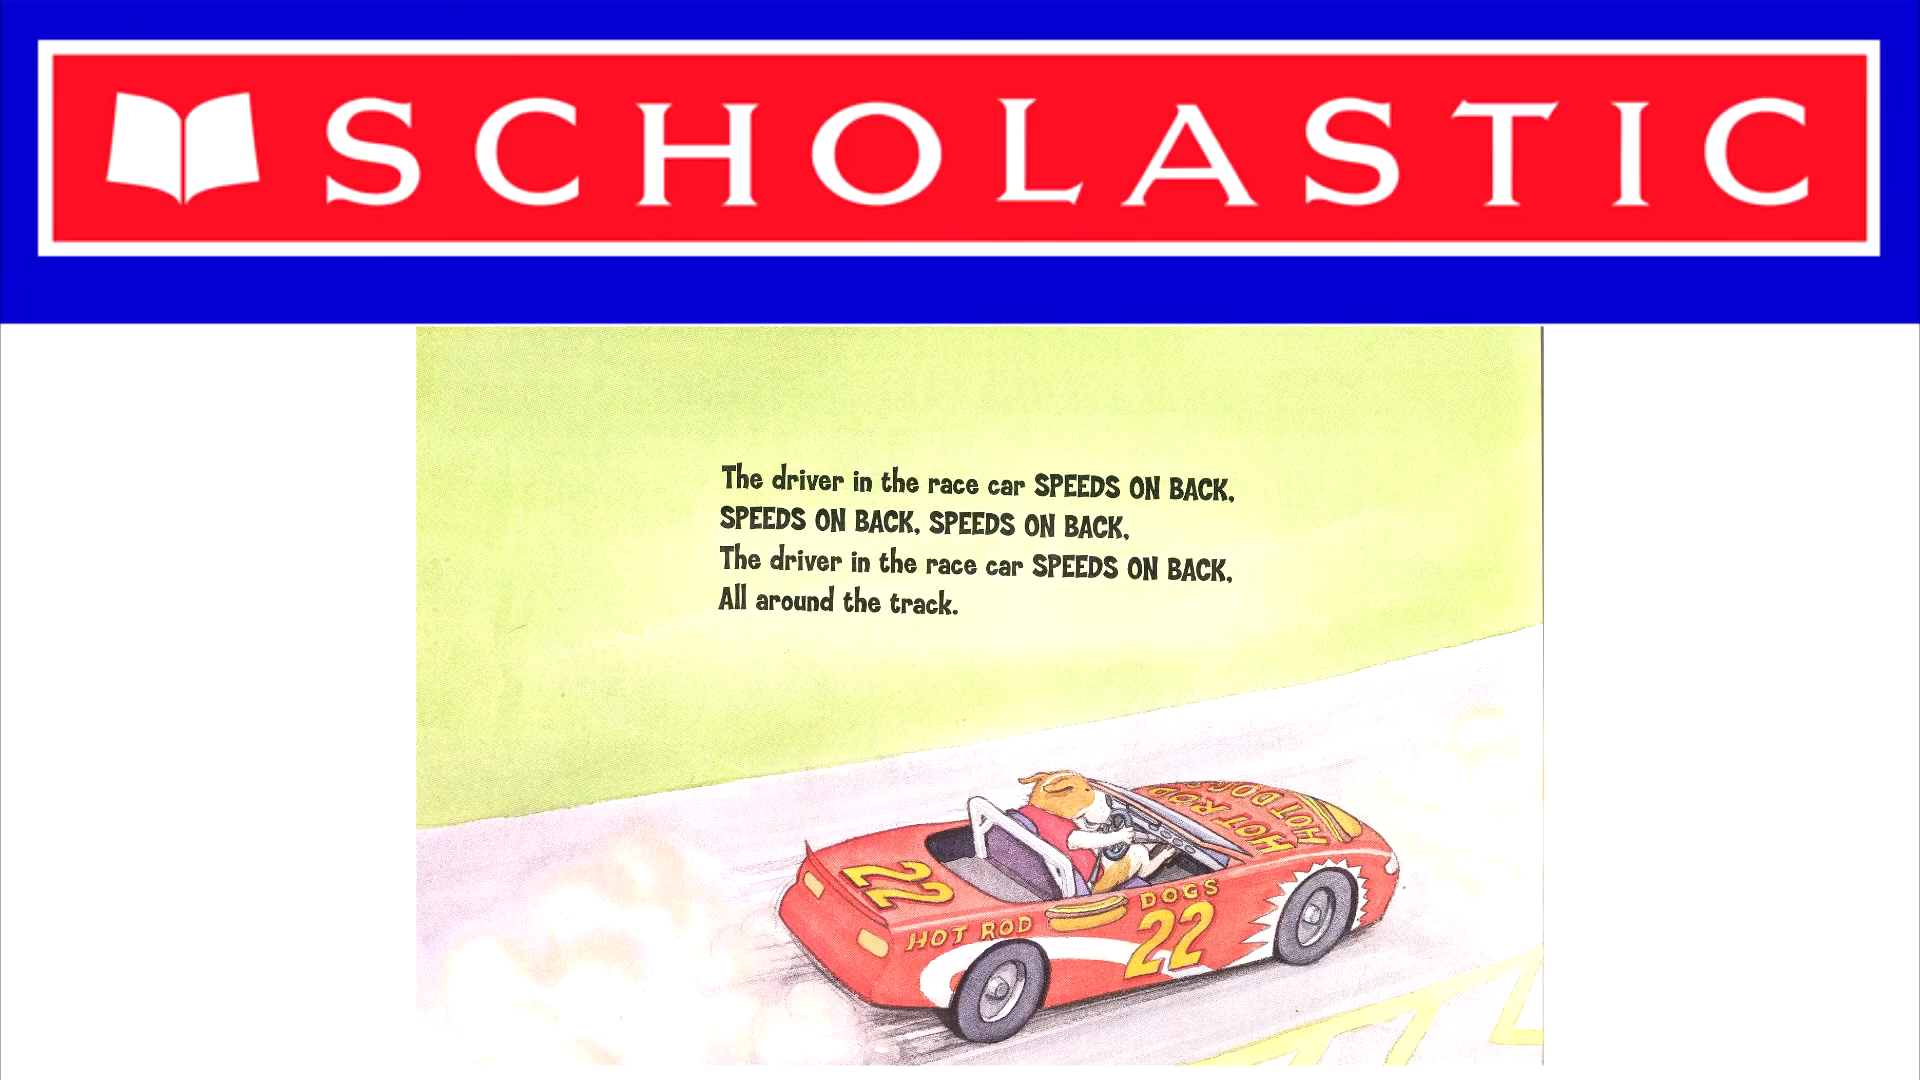 SCHOLASTIC
The driver in the race car SPEEDS ON BACK,
SPEEDS ON BACK, SPEEDS ON BACK,
The driver in the race car SPEEDS ON BACK,
All around the track.
HOT ROD
HOT DOGS
22
HOT ROD DOGS
22